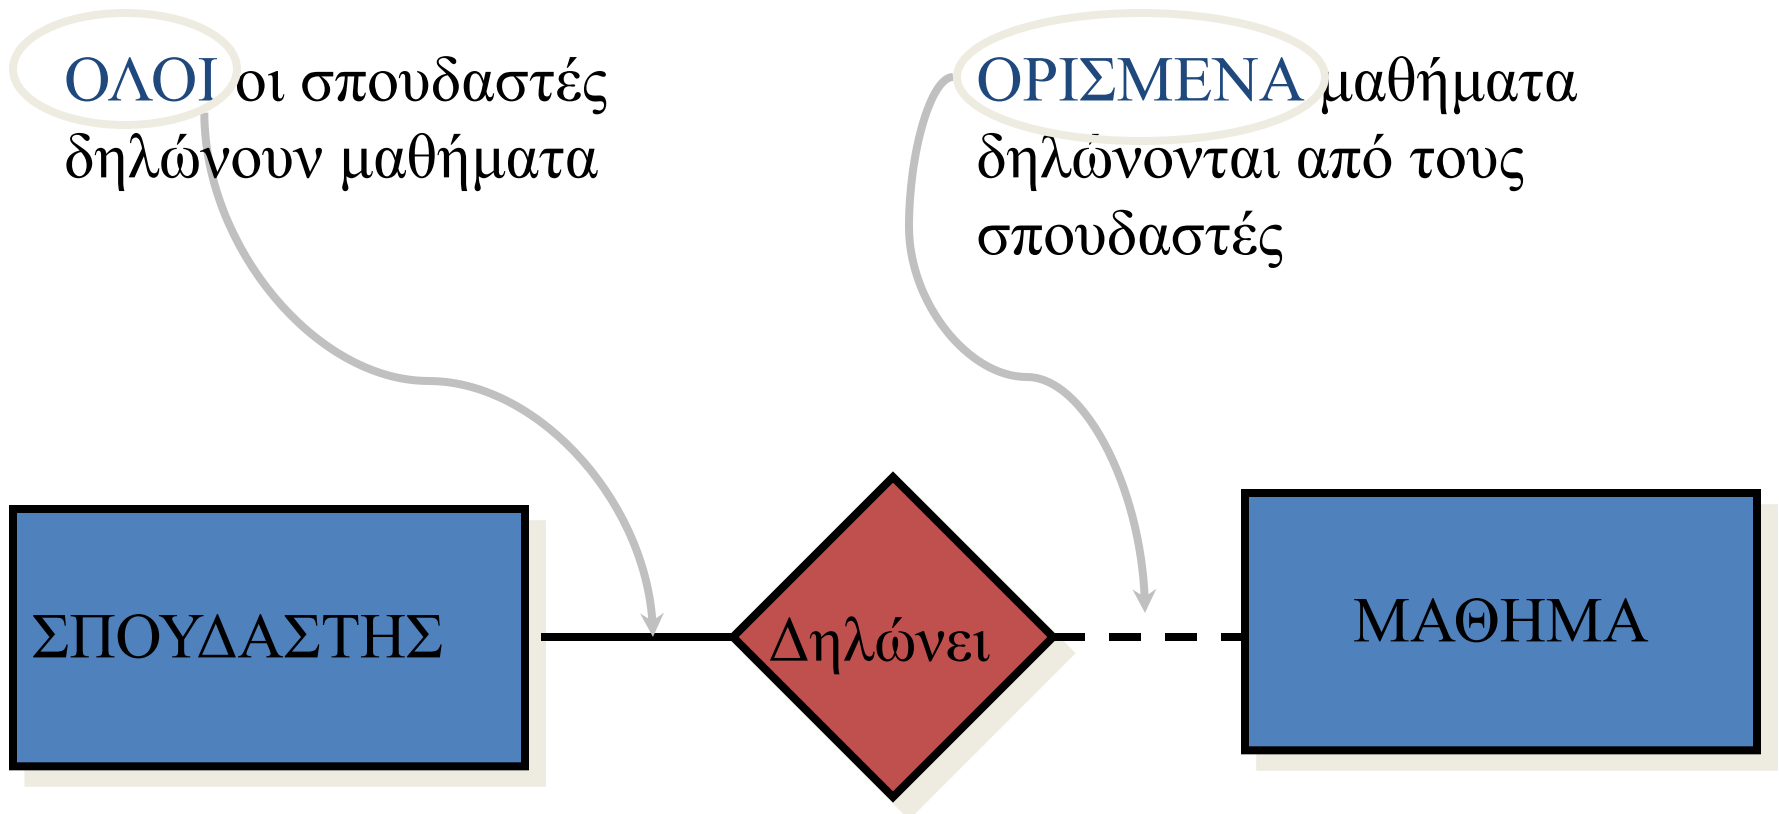 ΟΛΟΙ οι σπουδαστές
δηλώνουν μαθήματα
ΟΡΙΣΜΕΝΑ μαθήματα
δηλώνονται από τους
σπουδαστές
ΣΠΟΥΔΑΣΤΗΣ
Δηλώνει
ΜΑΘΗΜΑ